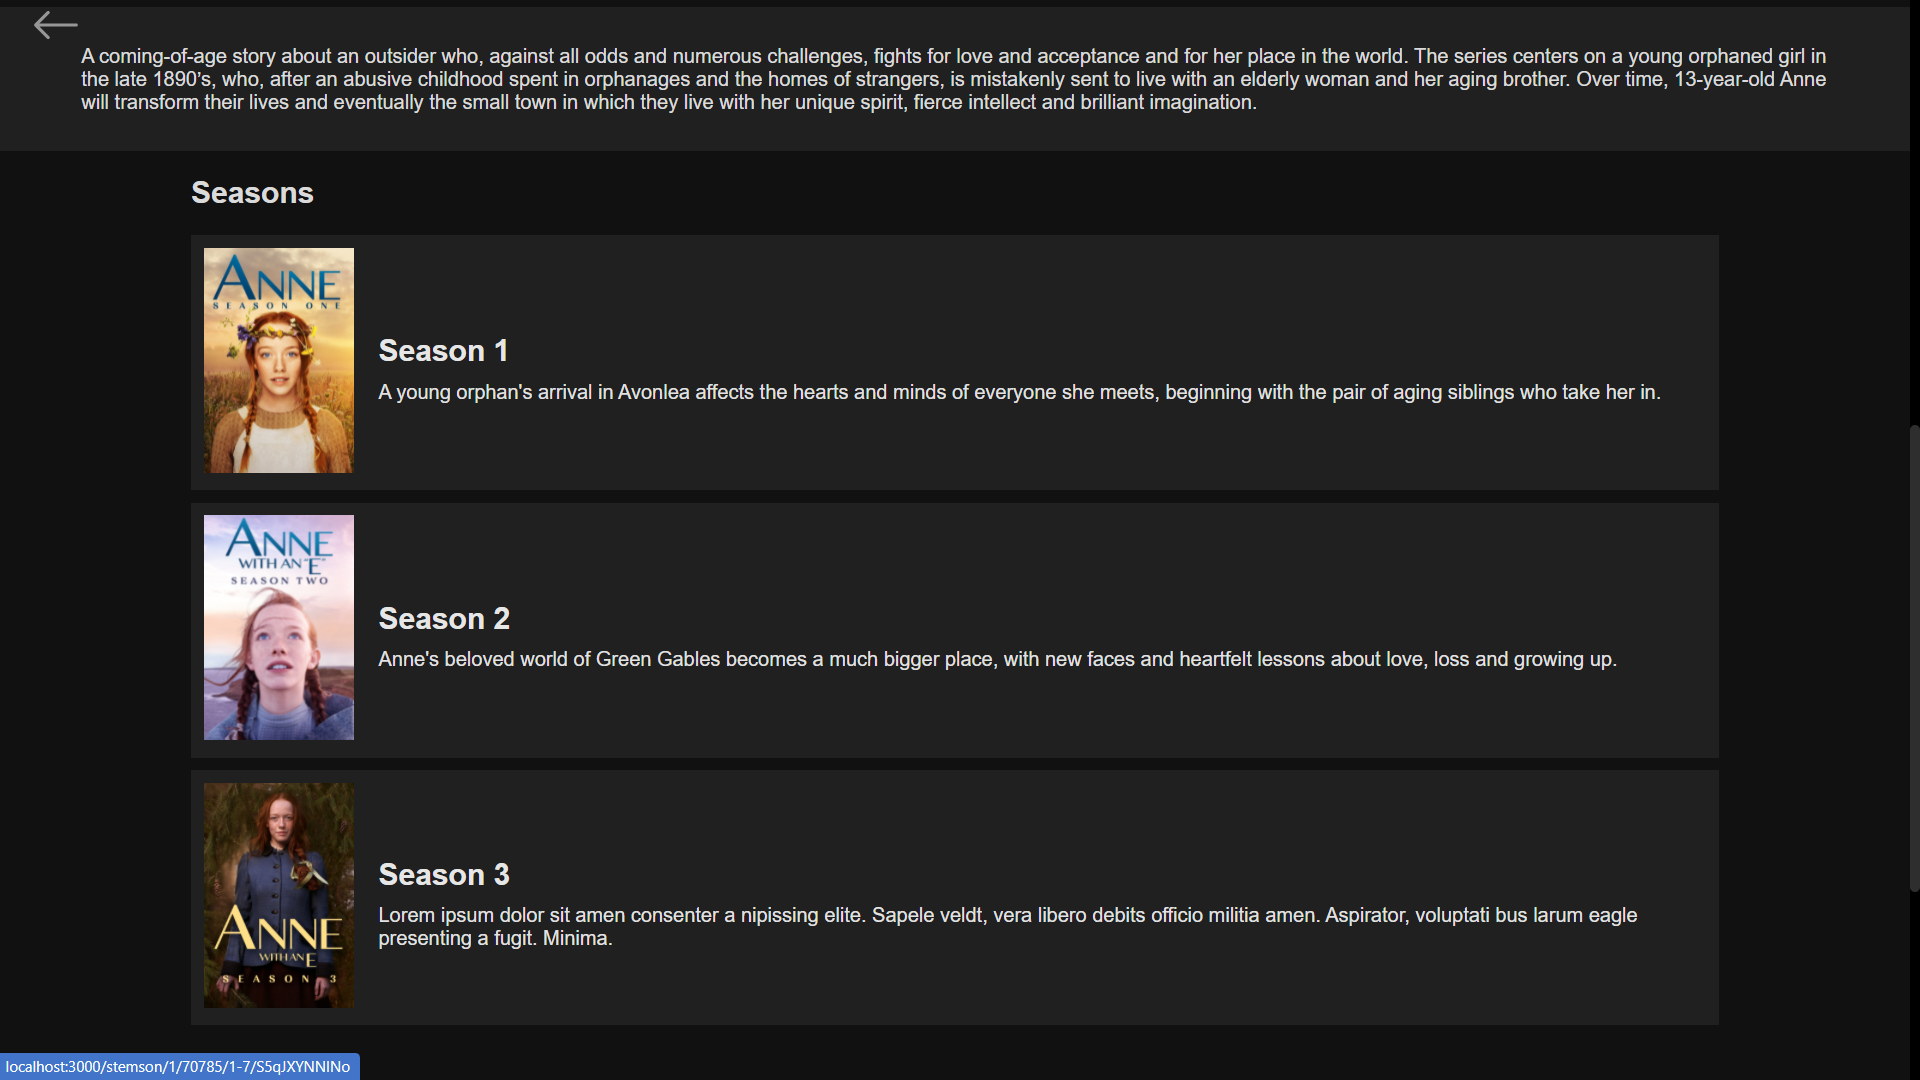 A coming-of-age story about an outsider who, against all odds and numerous challenges, fights for love and acceptance and for her place in the world. The series centers on a young orphaned girl in
the late 1890’s, who, after an abusive childhood spent in orphanages and the homes of strangers, is mistakenly sent to live with an elderly woman and her aging brother. Over time, 13-year-old Anne
will transform their lives and eventually the small town in which they live with her unique spirit, fierce intellect and brilliant imagination.
Seasons
ANNE
SEASON ONE
Season 1
A young orphan's arrival in Avonlea affects the hearts and minds of everyone she meets, beginning with the pair of aging siblings who take her in.
ANNE
WITH AN "E"
SEASON TWO
Season 2
Anne's beloved world of Green Gables becomes a much bigger place, with new faces and heartfelt lessons about love, loss and growing up.
ANNE
WITH AN E
SEASON 3
Season 3
Lorem ipsum dolor sit amen consenter a nipissing elite. Sapele veldt, vera libero debits officio militia amen. Aspirator, voluptati bus larum eagle
presenting a fugit. Minima.
localhost:3000/stemson/1/70785/1-7/S5qJXYNNINo